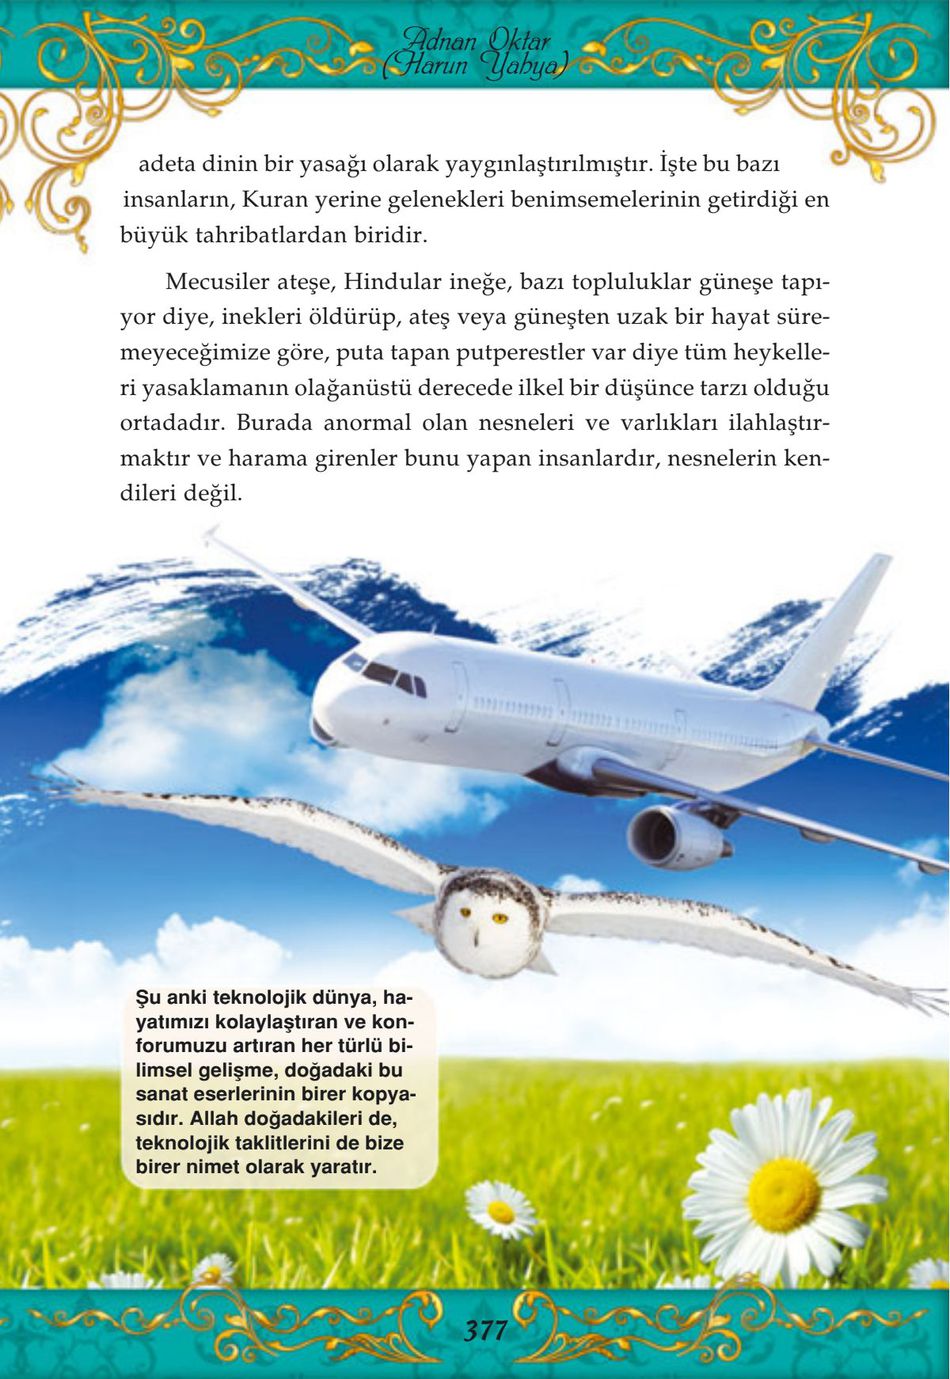 Adnan Oktar
(Harun Yahya)
adeta dinin bir yasağı olarak yaygınlaştırılmıştır. İşte bu bazı
insanların, Kuran yerine gelenekleri benimsemelerinin getirdiği en
büyük tahribatlardan biridir.
Mecusiler ateşe, Hindular ineğe, bazı topluluklar güneşe tapı-
yor diye, inekleri öldürüp, ateş veya güneşten uzak bir hayat süre-
meyeceğimize göre, puta tapan putperestler var diye tüm heykelle-
ri yasaklamanın olağanüstü derecede ilkel bir düşünce tarzı olduğu
ortadadır. Burada anormal olan nesneleri ve varlıkları ilahlaştır-
maktır ve harama girenler bunu yapan insanlardır, nesnelerin ken-
dileri değil.
Şu anki teknolojik dünya, ha-
yatımızı kolaylaştıran ve kon-
forumuzu artıran her türlü bi-
limsel gelişme, doğadaki bu
sanat eserlerinin birer kopya-
sıdır. Allah doğadakileri de,
teknolojik taklitlerini de bize
birer nimet olarak yaratır.
377